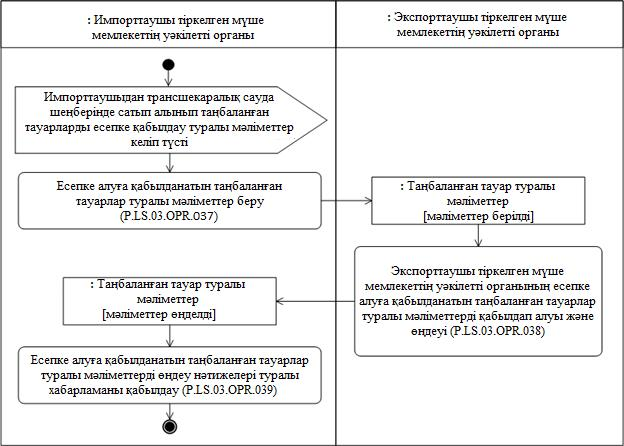 : Импорттаушы тіркелген мүше
мемлекеттің уәкілетті органы
: Экспорттаушы тіркелген мүше
мемлекеттің уәкілетті органы
Импорттаушыдан трансшекаралық сауда
шеңберінде сатып алынып таңбаланған
тауарларды есепке қабылдау туралы мәліметтер
келіп түсті
Есепке алуға қабылданатын таңбаланған
тауарлар туралы мәліметтер беру
(P.LS.03.OPR.037)
: Таңбаланған тауар туралы
мәліметтер
[мәліметтер берілді]
Экспорттаушы тіркелген мүше
мемлекеттің уәкілетті органының есепке
алуға қабылданатын таңбаланған тауарлар
туралы мәліметтерді қабылдап алуы және
өңдеуі (P.LS.03.OPR.038)
: Таңбаланған тауар туралы
мәліметтер
[мәліметтер өңделді]
Есепке алуға қабылданатын таңбаланған тауарлар
туралы мәліметтерді өңдеу нәтижелері туралы
хабарламаны қабылдау (P.LS.03.OPR.039)